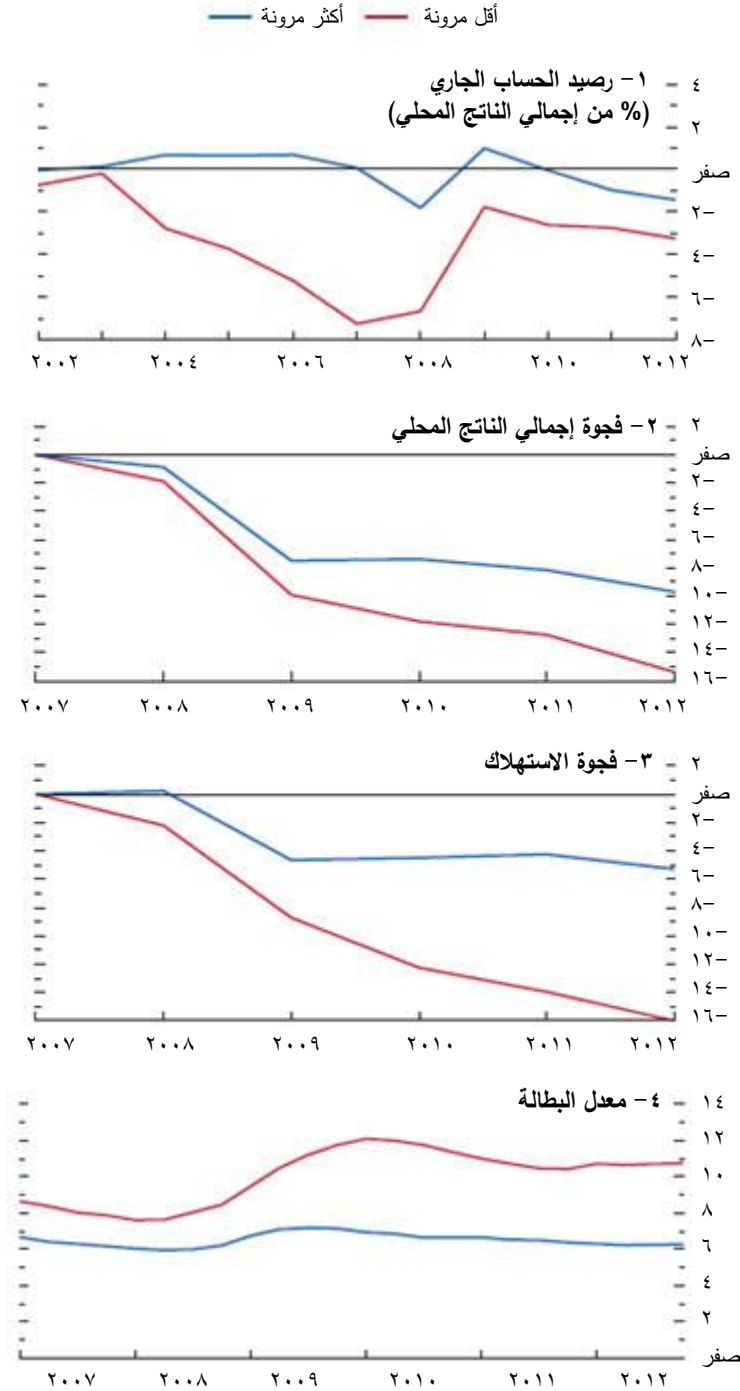 أقل مرونة أكثر مرونة
١- رصيد الحساب الجاري
(% من إجمالي الناتج المحلي)
٤
٢
صفر
٢–
٤–
٦–
٨–
٢٠٠٢ ٢٠٠٤ ٢٠٠٦ ٢٠٠٨ ٢٠١٠ ٢٠١٢
٢- فجوة إجمالي الناتج المحلي
٢
صفر
٢–
٤–
٦–
٨–
١٠–
١٢–
١٤–
١٦–
٢٠٠٧ ٢٠٠٨ ٢٠٠٩ ٢٠١٠ ٢٠١١ ٢٠١٢
٣- فجوة الاستهلاك
٢
صفر
٢–
٤–
٦–
٨–
١٠–
١٢–
١٤–
١٦–
٢٠٠٧ ٢٠٠٨ ٢٠٠٩ ٢٠١٠ ٢٠١١ ٢٠١٢
٤- معدل البطالة
١٤
١٢
١٠
٨
٦
٤
٢
صفر
٢٠٠٧ ٢٠٠٨ ٢٠٠٩ ٢٠١٠ ٢٠١١ ٢٠١٢